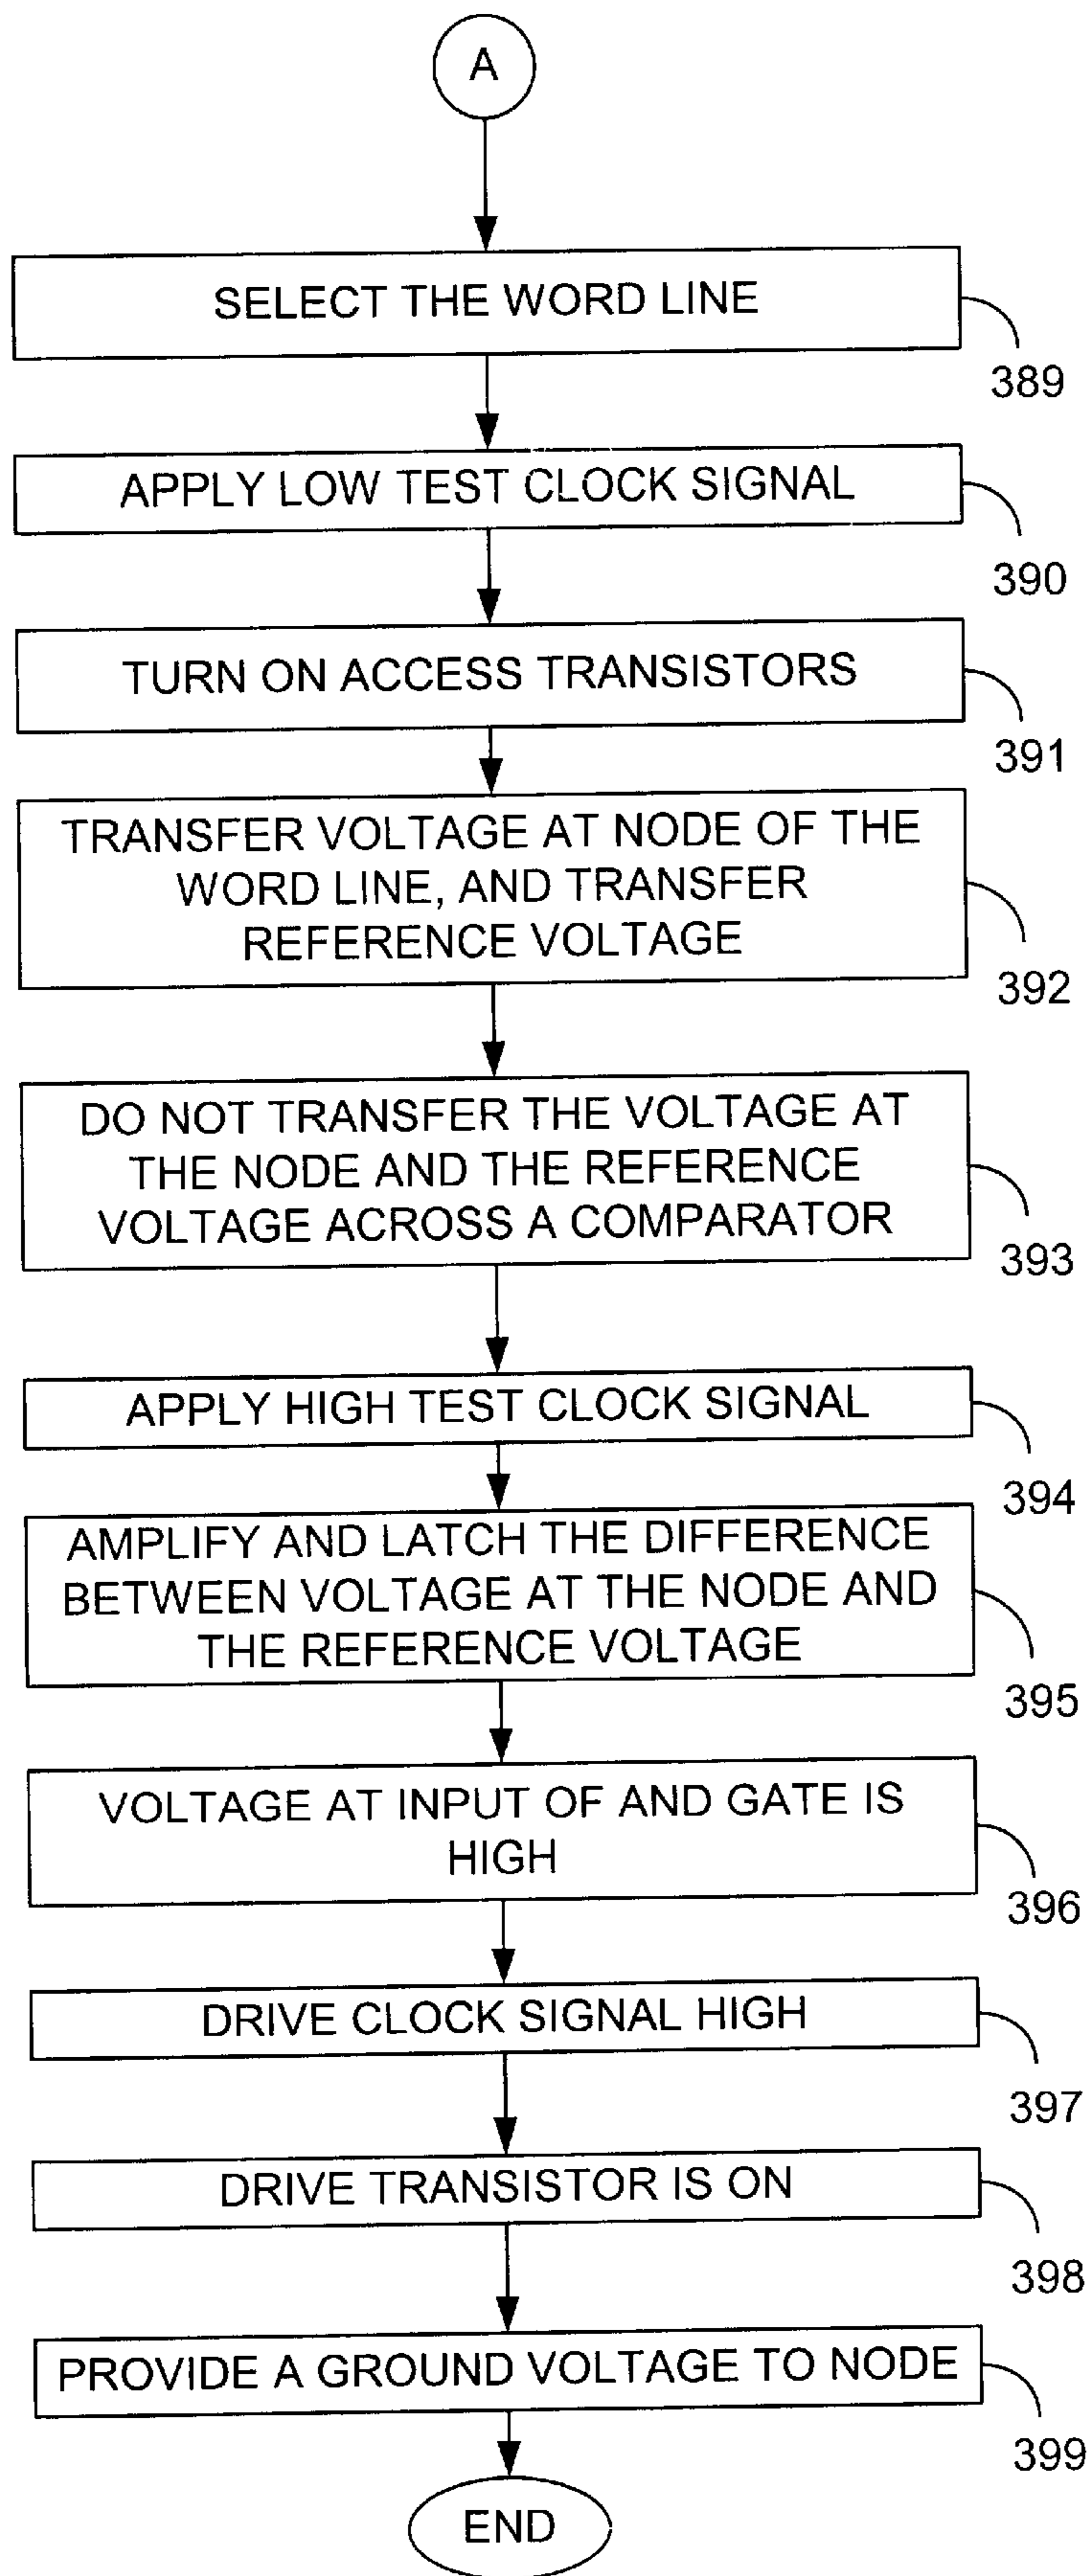 A
SELECT THE WORD LINE
389
APPLY LOW TEST CLOCK SIGNAL
390
TURN ON ACCESS TRANSISTORS
391
TRANSFER VOLTAGE AT NODE OF THE
WORD LINE, AND TRANSFER
REFERENCE VOLTAGE
392
DO NOT TRANSFER THE VOLTAGE AT
THE NODE AND THE REFERENCE
VOLTAGE ACROSS A COMPARATOR
393
APPLY HIGH TEST CLOCK SIGNAL
394
AMPLIFY AND LATCH THE DIFFERENCE
BETWEEN VOLTAGE AT THE NODE AND
THE REFERENCE VOLTAGE
395
VOLTAGE AT INPUT OF AND GATE IS
HIGH
396
DRIVE CLOCK SIGNAL HIGH
397
DRIVE TRANSISTOR IS ON
398
PROVIDE A GROUND VOLTAGE TO NODE
399
END